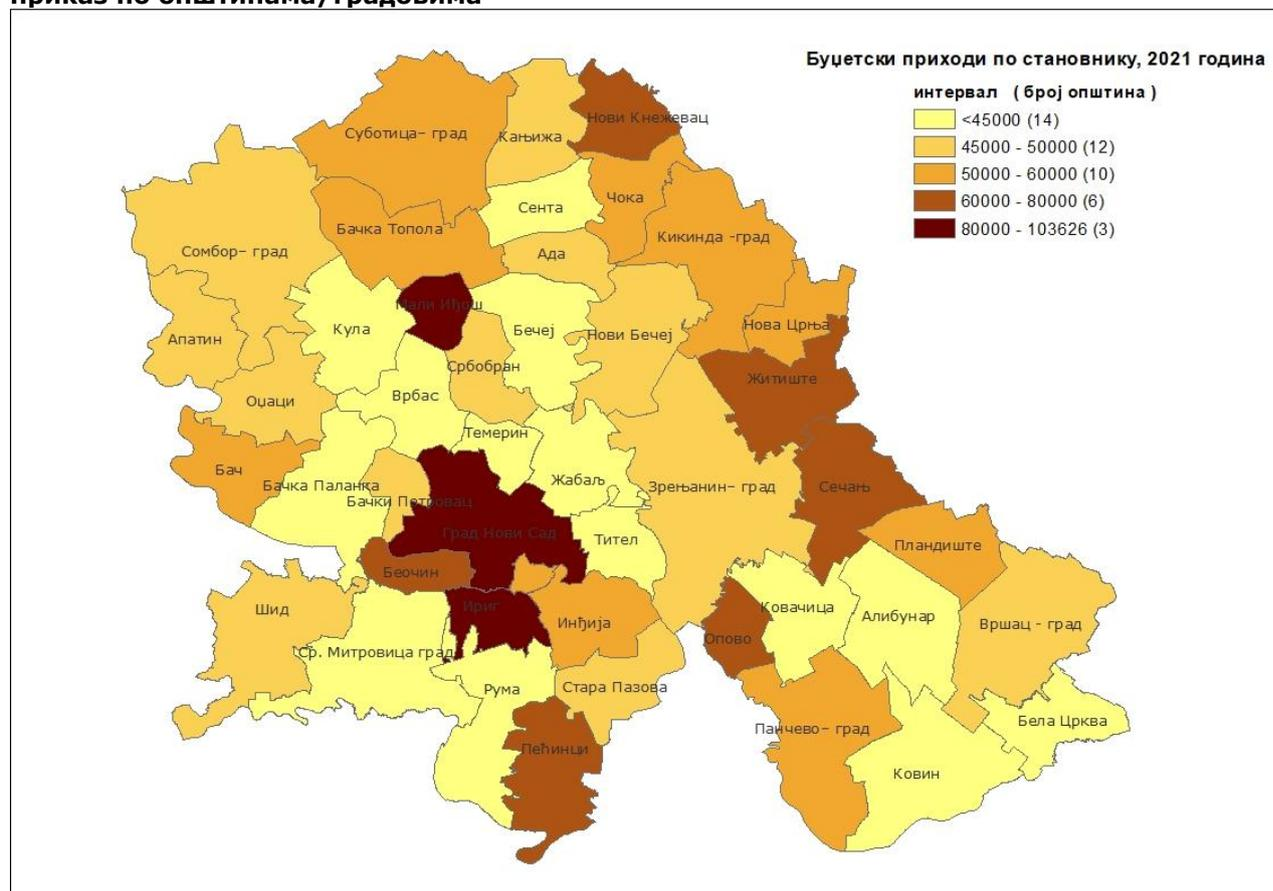 приказ по општинама/градовима
Буџетски приходи по становнику, 2021 година
интервал ( број општина )
<45000 (14)
45000 - 50000 (12)
50000 - 60000 (10)
60000 - 80000 (6)
80000 - 103626 (3)
Нови Кнежевац
Суботица- град
Кањижа
Чока
Сента
Бачка Топола
Кикинда -град
Сомбор- град
Ада
Мали Иђош
Нова Црња
Кула
Бечеј
Нови Бечеј
Апатин
Србобран
Житиште
Врбас
Оџаци
Темерин
Бач
Жабаљ
Бачка Паланка
Зрењанин- град
Сечањ
Бачки Петровац
Град Нови Сад
Тител
Пландиште
Беочин
Ириг
Ковачица
Шид
Алибунар
Инђија
Вршац - град
Опово
Ср. Митровица град
Рума
Стара Пазова
Бела Црква
Панчево- град
Пећинци
Ковин